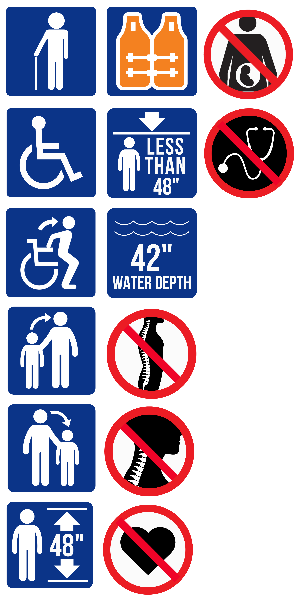 LESS
THAN
48"
42"
WATER DEPTH
48"